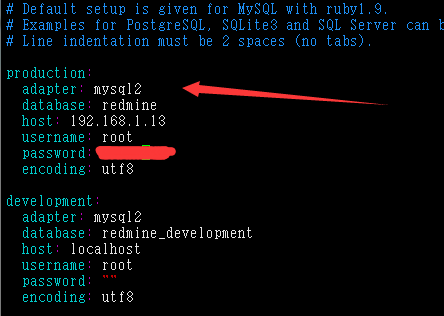 # Default setup is given for MySQL with ruby1.9.
# Examples for PostgreSQL, SQLite3 and SQL Server can b
# Line indentation must be 2 spaces (no tabs).
production:
  adapter: mysql2
  database: redmine
  host: 192.168.1.13
  username: root
  password:
  encoding: utf8
development:
  adapter: mysql2
  database: redmine_development
  host: localhost
  username: root
  password: ""
  encoding: utf8